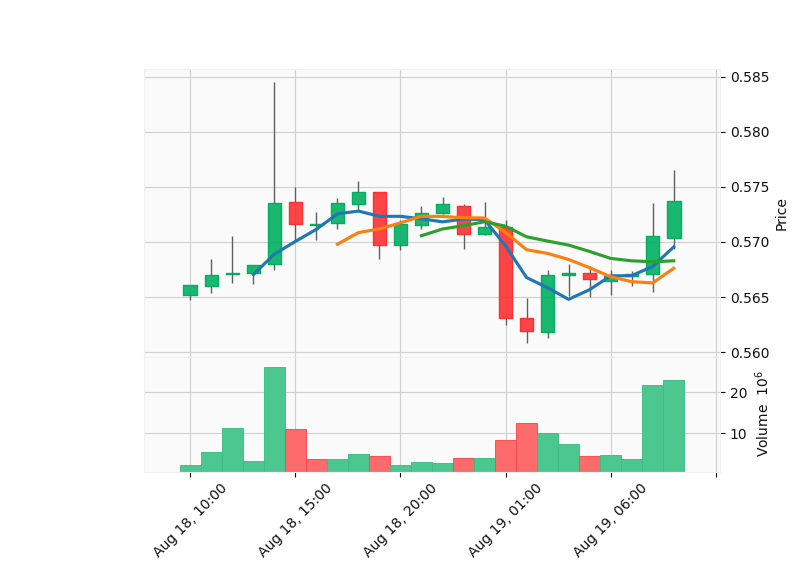 0.585
0.580
0.575
0.570
0.565
0.560
Price
20
10
Volume 10^6
Aug 18, 10:00
Aug 18, 15:00
Aug 18, 20:00
Aug 19, 01:00
Aug 19, 06:00